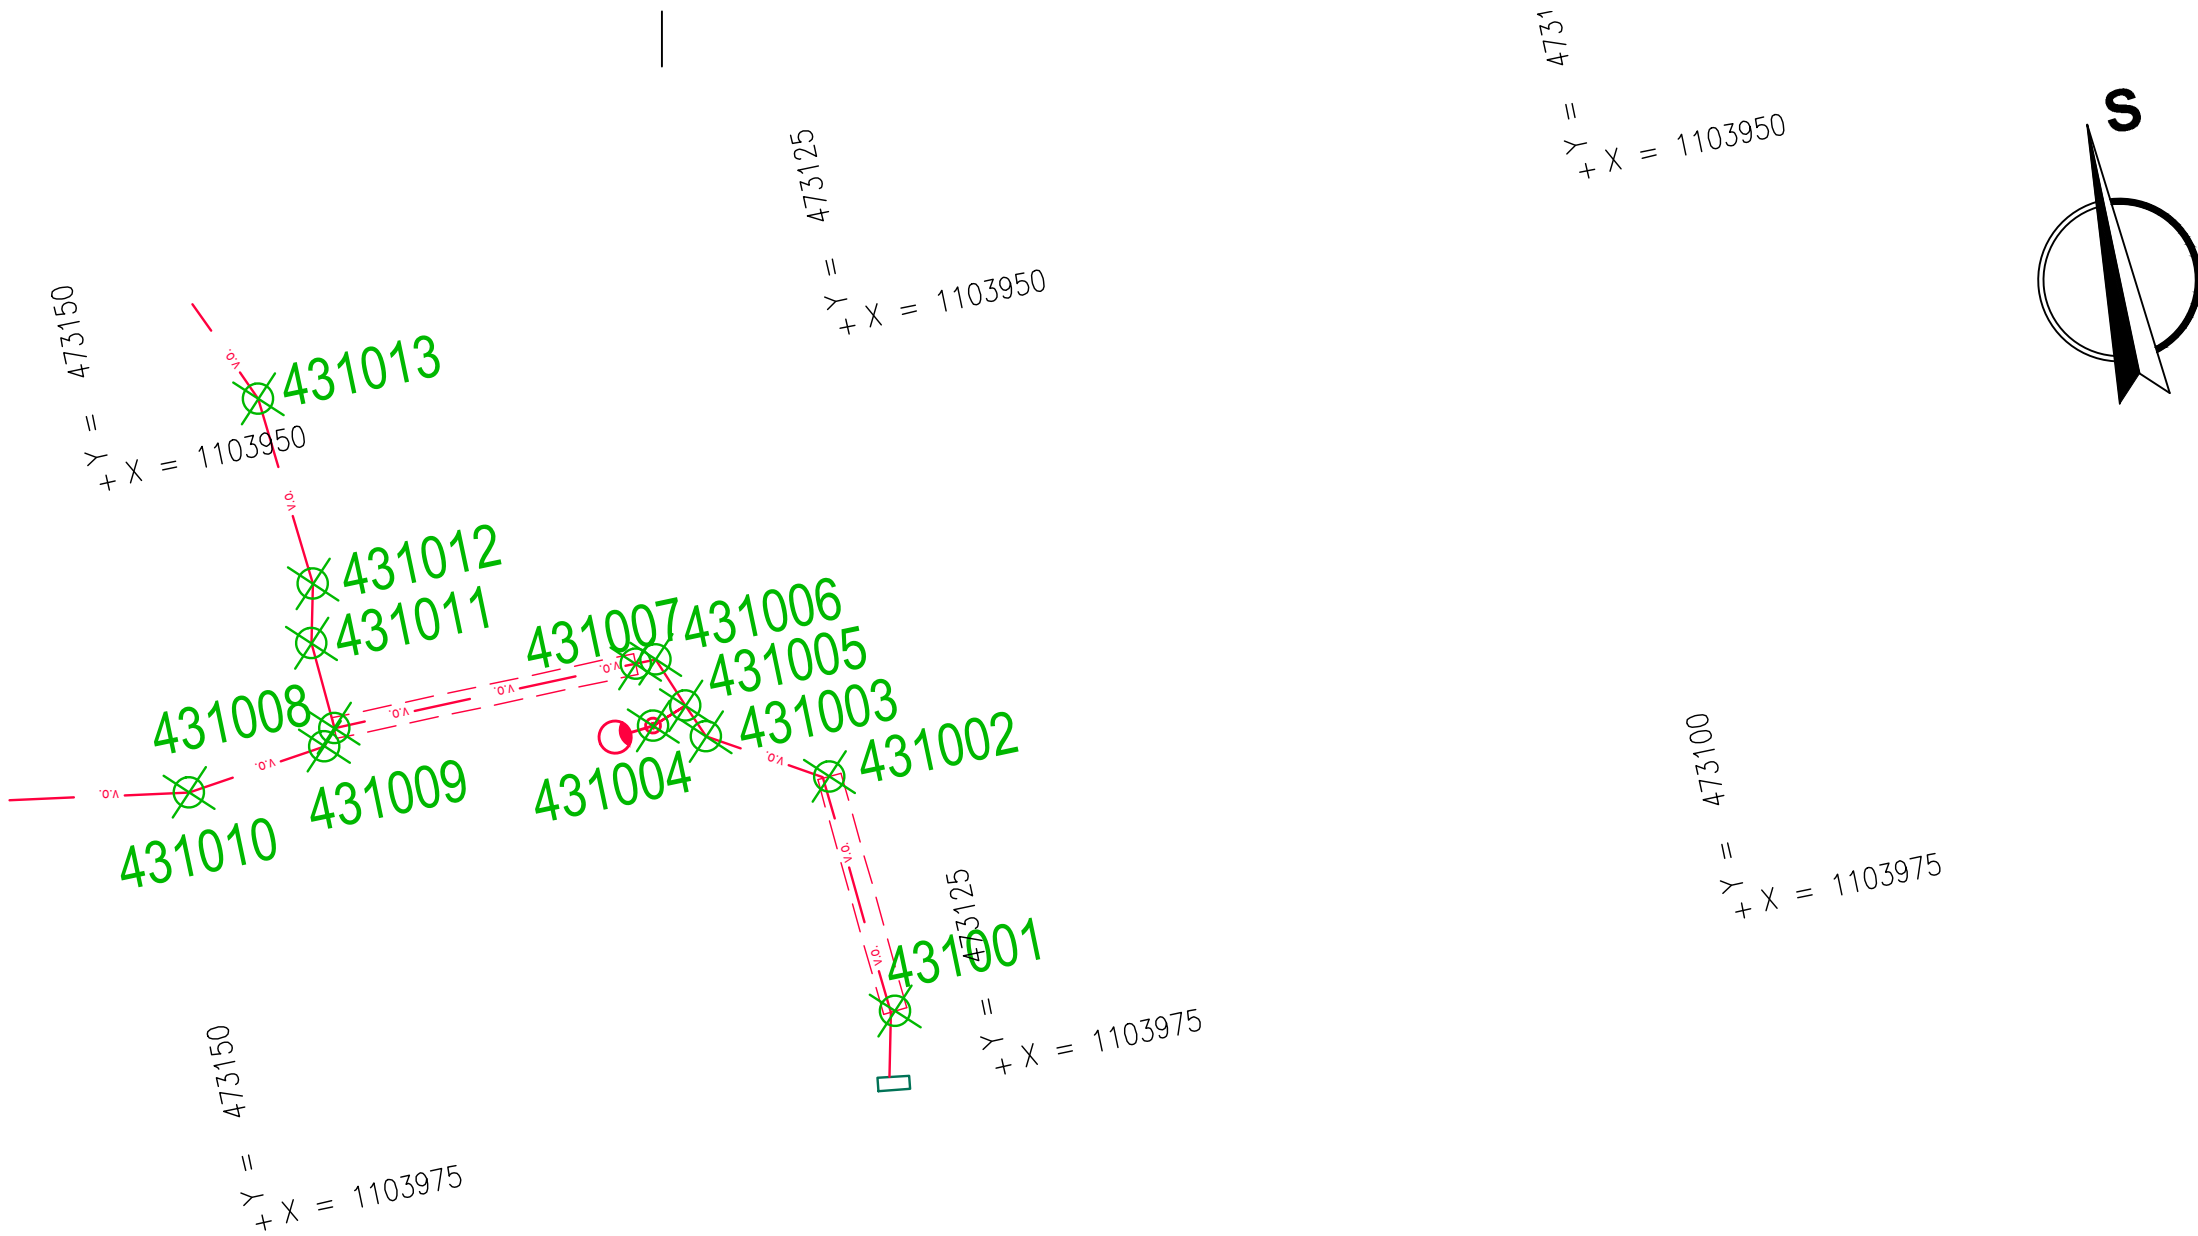 Y = 4731
S
+ X = 1103950
Y = 473125
+ X = 1103950
Y = 473150
v.o.
431013
+ X = 1103950
v.o.
431012
431011
431007
431006
v.o.
431005
v.o.
431003
v.o.
431008
431002
Y = 473100
v.o.
v.o.
431004
431009
v.o.
431010
v.o.
+ X = 1103975
Y = 473125
431001
v.o.
+ X = 1103975
Y = 473150
+ X = 1103975